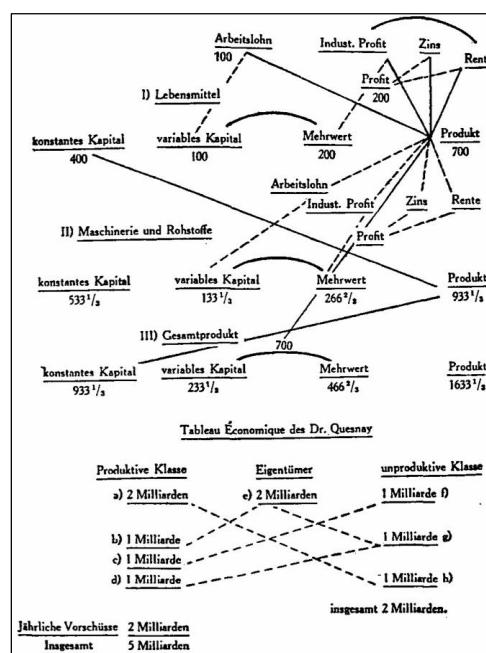 Arbeitslohn Indust. Profit Zins
100 Rente
Profit
I) Lebensmittel 200
konstantes Kapital variables Kapital Mehrwert Produkt
400 100 200 700
Arbeitslohn
Indust. Profit Zins Rente
II) Maschinerie und Rohstoffe Profit
konstantes Kapital variables Kapital Mehrwert Produkt
533 1/3 133 1/3 266 2/3 933 1/3
III) Gesamtprodukt
700
konstantes Kapital variables Kapital Mehrwert Produkt
933 1/3 233 1/3 466 2/3 1633 1/3
Tableau Économique des Dr. Quesnay
Produktive Klasse Eigentümer unproduktive Klasse
a) 2 Milliarden e) 2 Milliarden 1 Milliarde f)
b) 1 Milliarde 1 Milliarde g)
c) 1 Milliarde
d) 1 Milliarde 1 Milliarde h)
insgesamt 2 Milliarden.
Jährliche Vorschüsse 2 Milliarden
Insgesamt 5 Milliarden